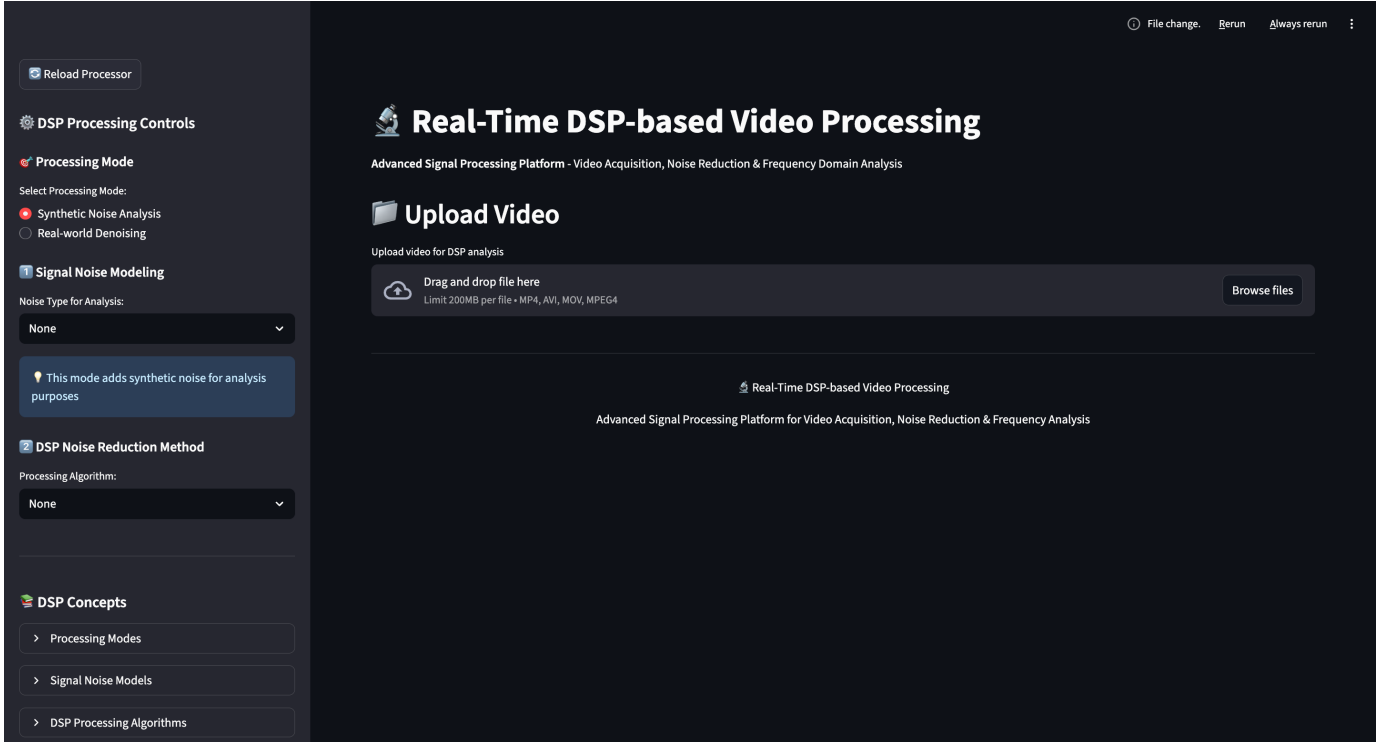 File change. Rerun Always rerun
Reload Processor
DSP Processing Controls
Processing Mode
Select Processing Mode:
Synthetic Noise Analysis
Real-world Denoising
1 Signal Noise Modeling
Noise Type for Analysis:
None
This mode adds synthetic noise for analysis
purposes
2 DSP Noise Reduction Method
Processing Algorithm:
None
DSP Concepts
Processing Modes
Signal Noise Models
DSP Processing Algorithms
Real-Time DSP-based Video Processing
Advanced Signal Processing Platform - Video Acquisition, Noise Reduction & Frequency Domain Analysis
Upload Video
Upload video for DSP analysis
Drag and drop file here
Limit 200MB per file • MP4, AVI, MOV, MPEG4
Browse files
Real-Time DSP-based Video Processing
Advanced Signal Processing Platform for Video Acquisition, Noise Reduction & Frequency Analysis